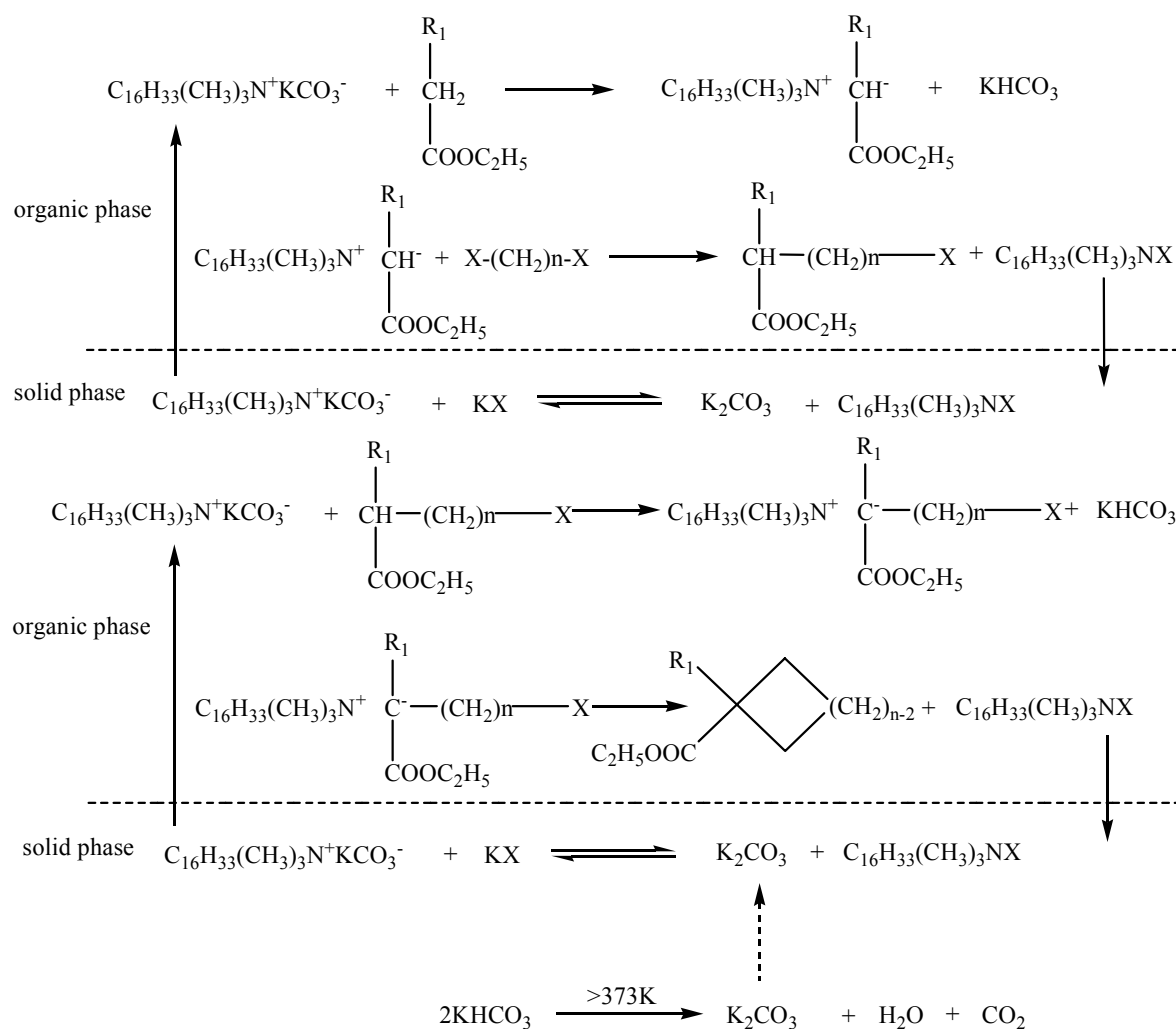 R₁
C₁₆H₃₃(CH₃)₃N⁺KCO₃⁻ + CH₂ C₁₆H₃₃(CH₃)₃N⁺ CH⁻ + KHCO₃
COOC₂H₅ COOC₂H₅
R₁
organic phase
R₁ R₁
C₁₆H₃₃(CH₃)₃N⁺ CH⁻ + X-(CH₂)n-X CH (CH₂)n X + C₁₆H₃₃(CH₃)₃NX
COOC₂H₅ COOC₂H₅
solid phase C₁₆H₃₃(CH₃)₃N⁺KCO₃⁻ + KX K₂CO₃ + C₁₆H₃₃(CH₃)₃NX
R₁ R₁
C₁₆H₃₃(CH₃)₃N⁺KCO₃⁻ + CH (CH₂)n X C₁₆H₃₃(CH₃)₃N⁺ C⁻ (CH₂)n X + KHCO₃
COOC₂H₅ COOC₂H₅
organic phase
R₁ R₁
C₁₆H₃₃(CH₃)₃N⁺ C⁻ (CH₂)n X (CH₂)ₙ₋₂ + C₁₆H₃₃(CH₃)₃NX
COOC₂H₅ C₂H₅OOC
solid phase C₁₆H₃₃(CH₃)₃N⁺KCO₃⁻ + KX K₂CO₃ + C₁₆H₃₃(CH₃)₃NX
>373K
2KHCO₃ K₂CO₃ + H₂O + CO₂